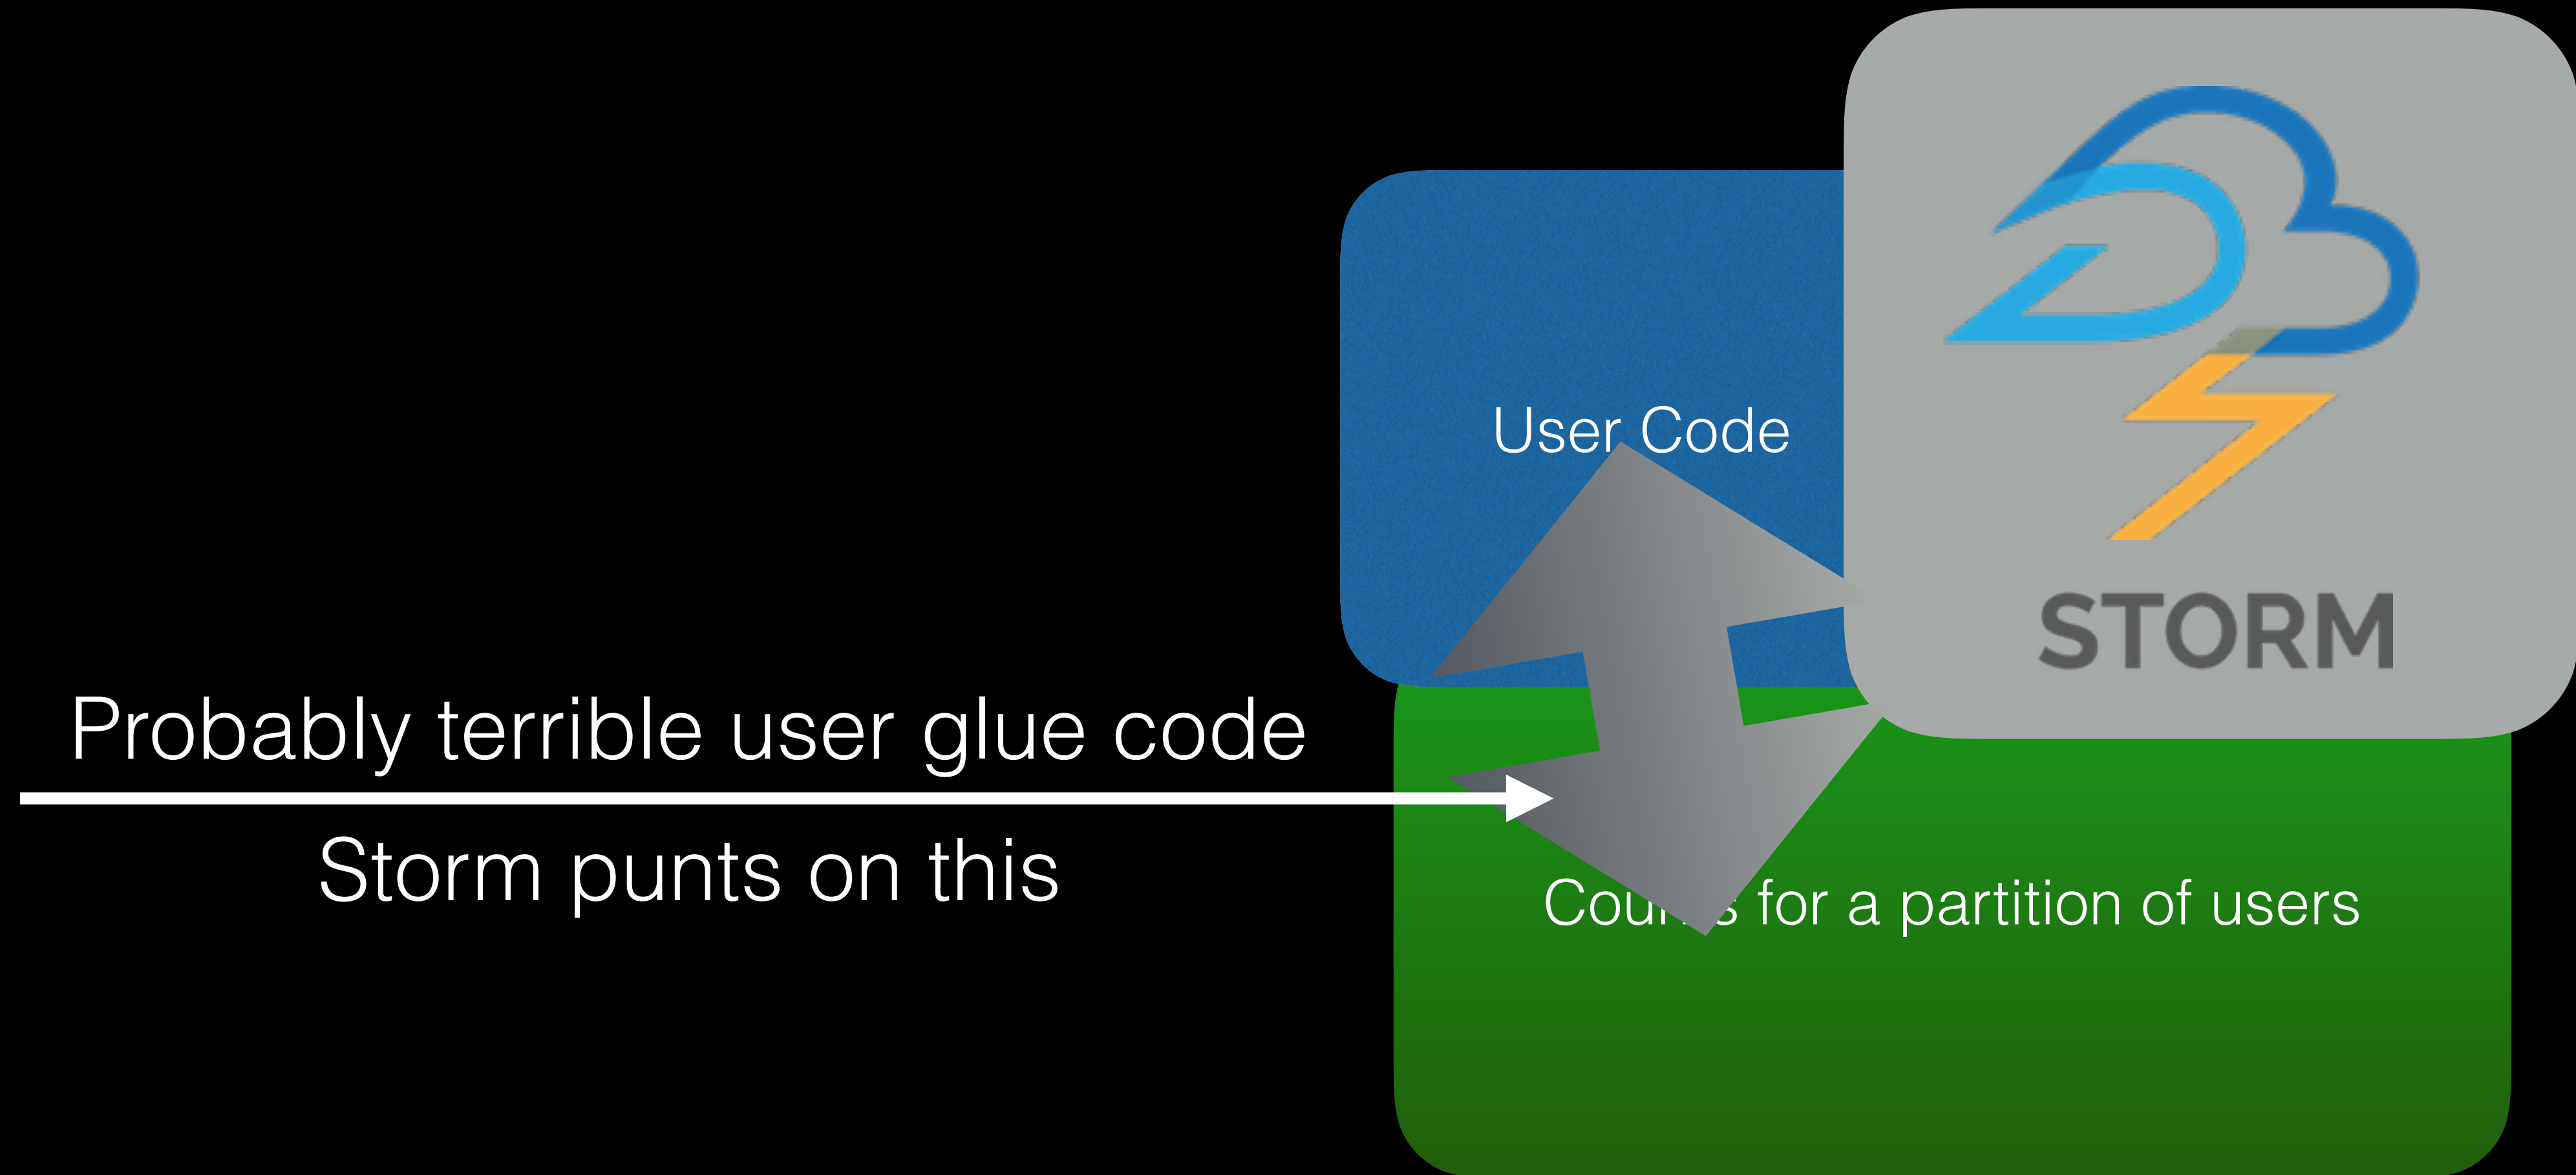 User Code
STORM
Probably terrible user glue code
Storm punts on this
for a partition of users